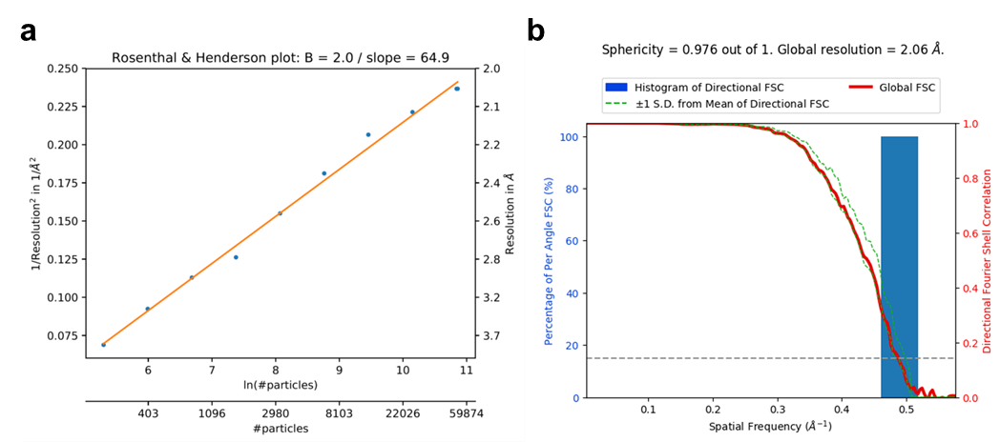 a
Rosenthal & Henderson plot: B = 2.0 / slope = 64.9
0.250
0.225
0.200
0.175
0.150
0.125
0.100
0.075
1/Resolution² in 1/Å²
2.0
2.1
2.2
2.4
2.6
2.8
3.2
3.7
Resolution in Å
6 7 8 9 10 11
ln(#particles)
403 1096 2980 8103 22026 59874
#particles
b
Sphericity = 0.976 out of 1. Global resolution = 2.06 Å.
Histogram of Directional FSC
±1 S.D. from Mean of Directional FSC
Global FSC
100
80
60
40
20
0
Percentage of Per Angle FSC (%)
1.0
0.8
0.6
0.4
0.2
0.0
Directional Fourier Shell Correlation
0.1 0.2 0.3 0.4 0.5
Spatial Frequency (Å⁻¹)